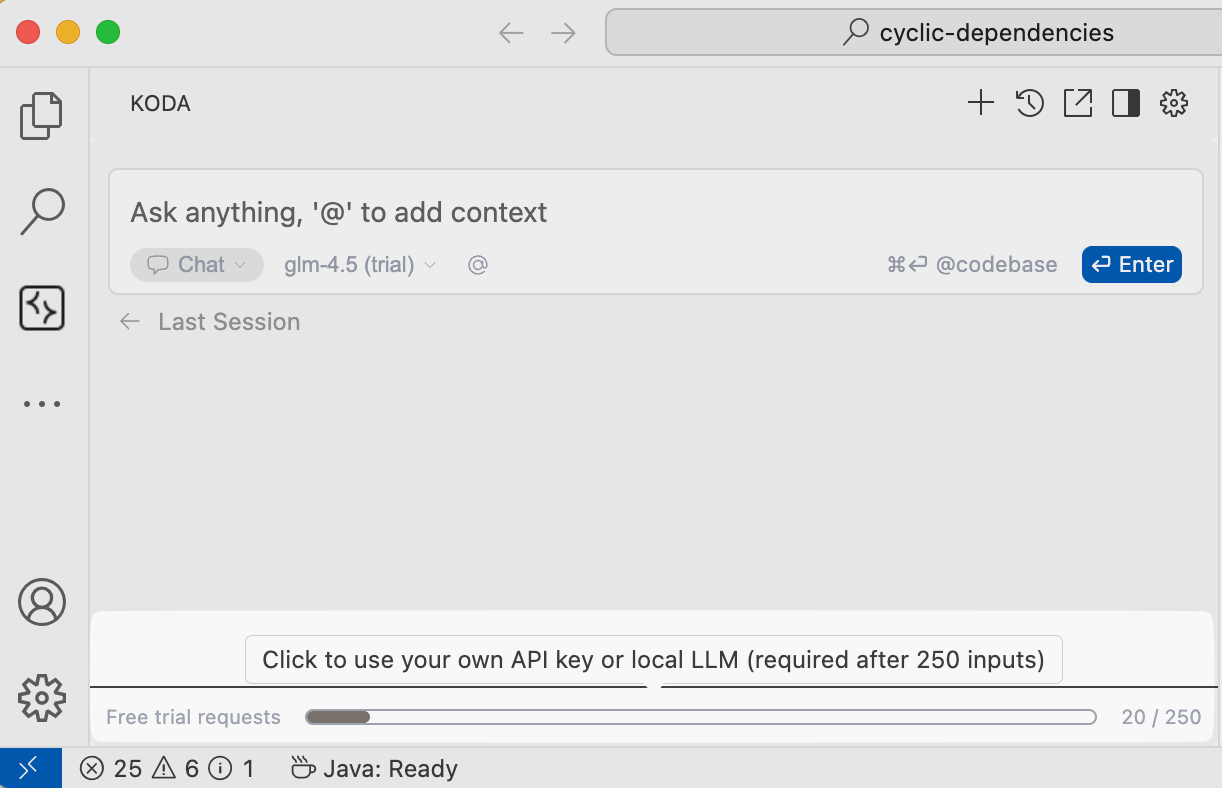 cyclic-dependencies
KODA
Ask anything, '@' to add context
Chat glm-4.5 (trial) @ ⌘⏎ @codebase ⏎ Enter
← Last Session
Click to use your own API key or local LLM (required after 250 inputs)
Free trial requests 20 / 250
25 6 1 Java: Ready